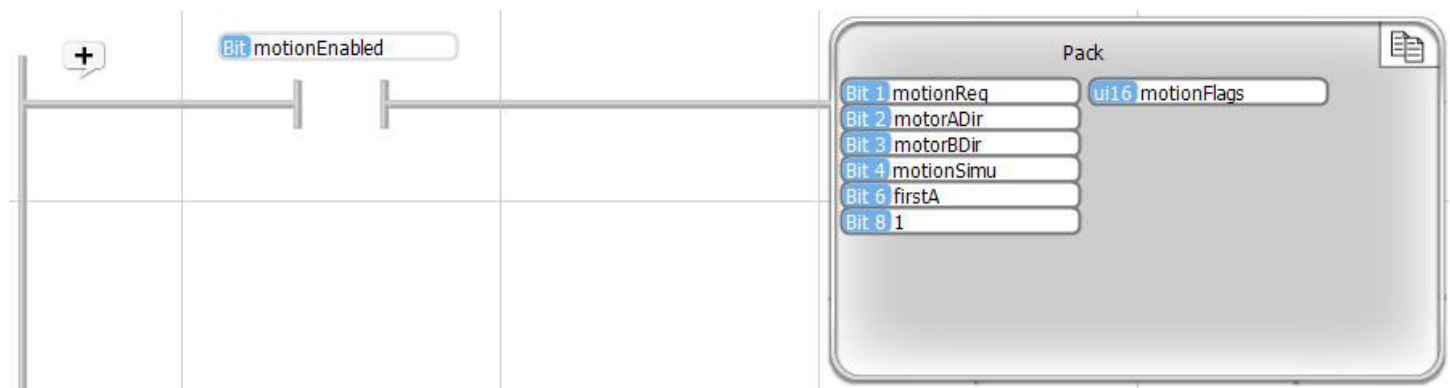 +
Bit motionEnabled
Pack
Bit 1 motionReq
ui16 motionFlags
Bit 2 motorADir
Bit 3 motorBDir
Bit 4 motionSimu
Bit 6 firstA
Bit 8 1